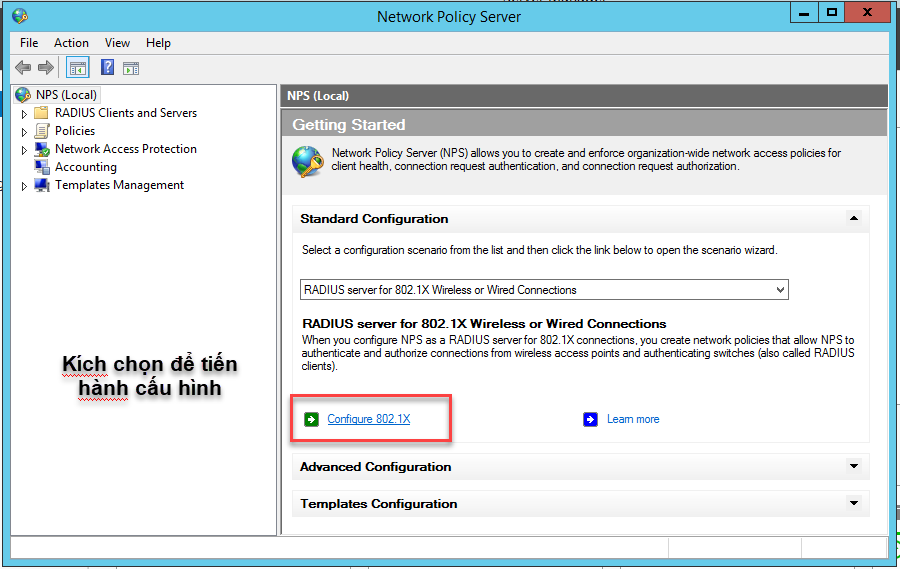 Network Policy Server
File Action View Help
NPS (Local)
RADIUS Clients and Servers
Policies
Network Access Protection
Accounting
Templates Management
Kích chọn để tiến
hành cấu hình
NPS (Local)
Getting Started
Network Policy Server (NPS) allows you to create and enforce organization-wide network access policies for
client health, connection request authentication, and connection request authorization.
Standard Configuration
Select a configuration scenario from the list and then click the link below to open the scenario wizard.
RADIUS server for 802.1X Wireless or Wired Connections
RADIUS server for 802.1X Wireless or Wired Connections
When you configure NPS as a RADIUS server for 802.1X connections, you create network policies that allow NPS to
authenticate and authorize connections from wireless access points and authenticating switches (also called RADIUS
clients).
Configure 802.1X
Learn more
Advanced Configuration
Templates Configuration